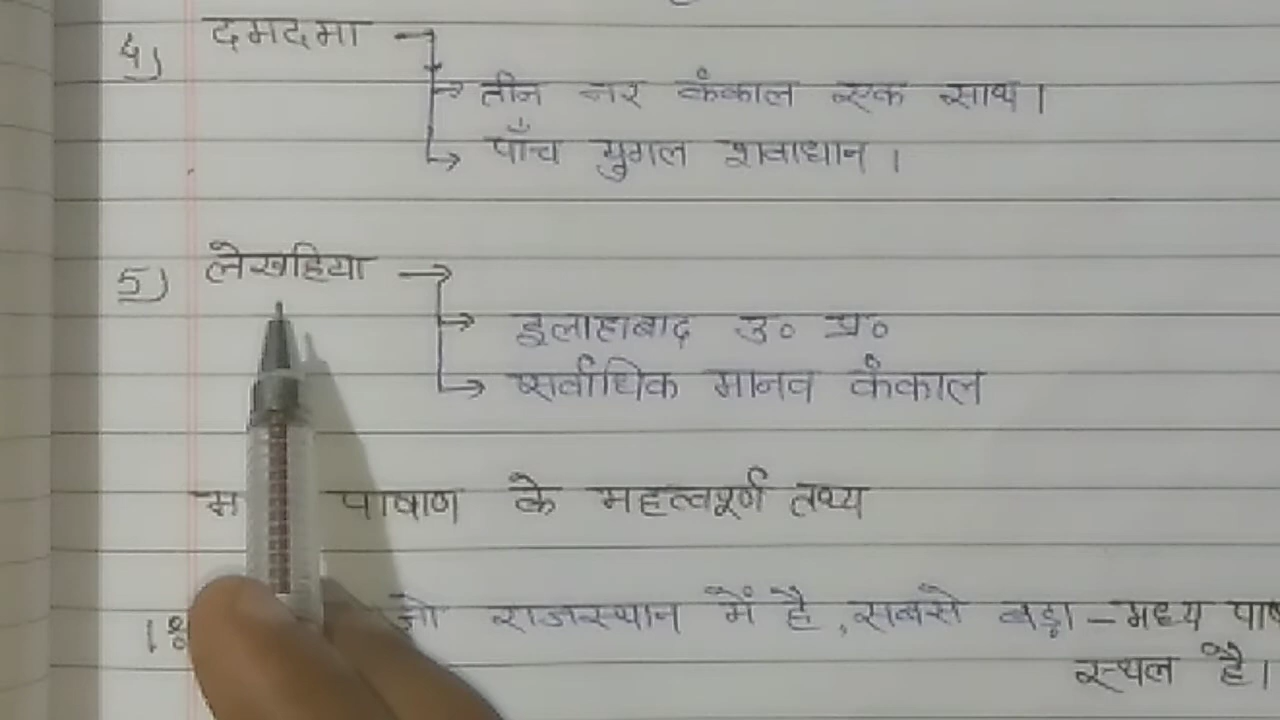 4) दमदमा →
→ तीन नर कंकाल एक साथ।
→ पाँच युगल शवाधान।
5) लेखहिया →
→ इलाहाबाद उ० प्र०
→ सर्वाधिक मानव कंकाल
म पाषाण के महत्वपूर्ण तथ्य
1 जो राजस्थान में है, सबसे बड़ा - मध्य पा
स्थल है।